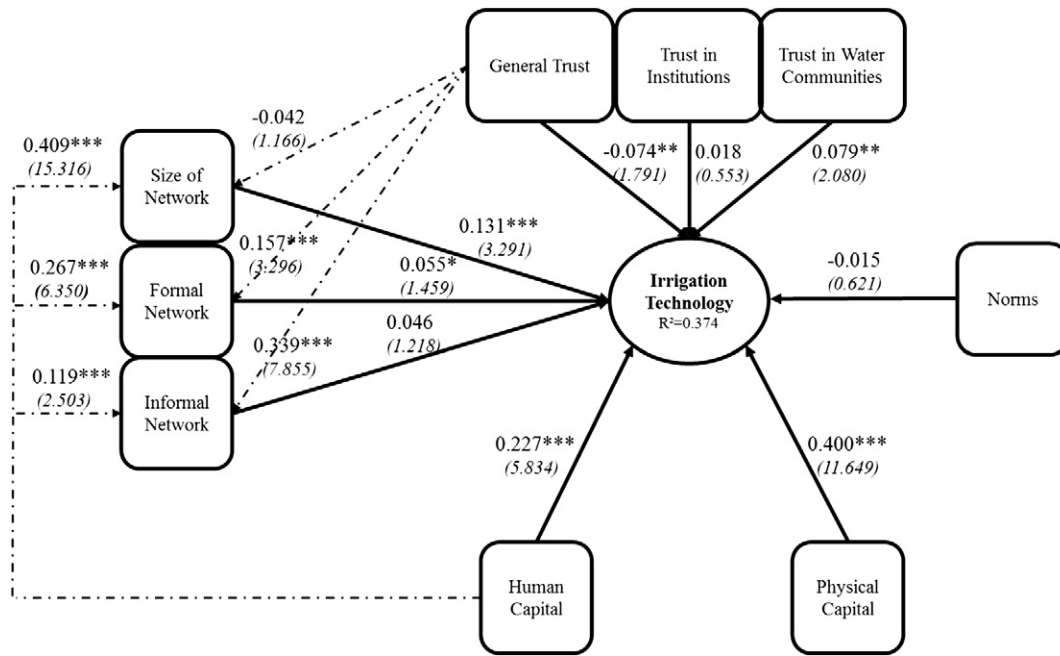 General Trust
Trust in
Institutions
Trust in Water
Communities
-0.042
(1.166)
0.409***
(15.316)
Size of
Network
-0.074**
(1.791)
0.018
(0.553)
0.079**
(2.080)
0.131***
(3.291)
0.157***
(3.296)
0.267***
(6.350)
Formal
Network
0.055*
(1.459)
Irrigation
Technology
R²=0.374
-0.015
(0.621)
Norms
0.046
(1.218)
0.339***
(7.855)
0.119***
(2.503)
Informal
Network
0.227***
(5.834)
0.400***
(11.649)
Human
Capital
Physical
Capital